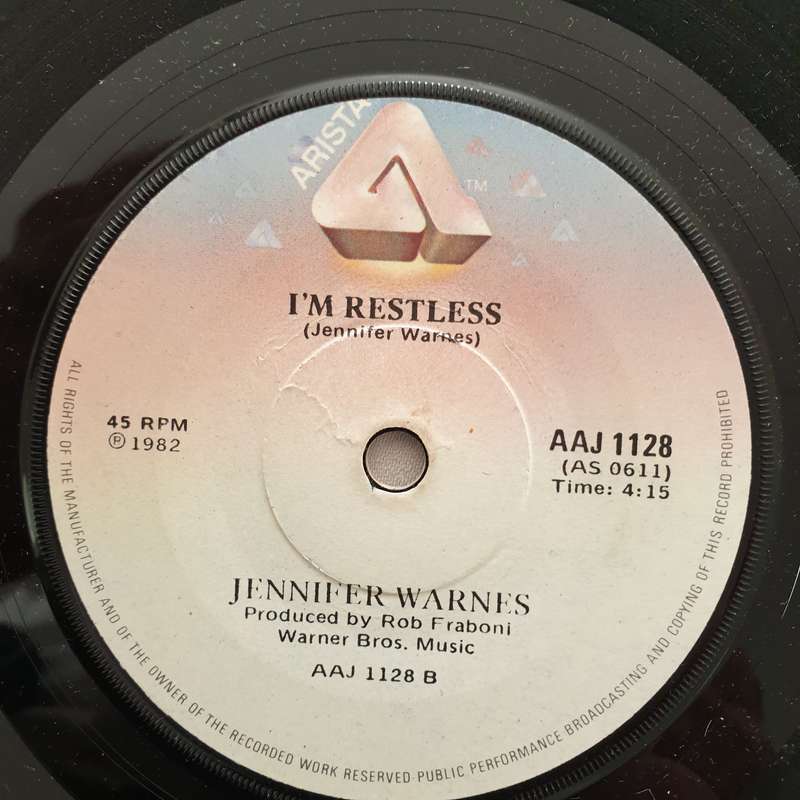 ARISTA
TM
I'M RESTLESS
(Jennifer Warnes)
45 RPM
℗ 1982
AAJ 1128
(AS 0611)
Time: 4:15
JENNIFER WARNES
Produced by Rob Fraboni
Warner Bros. Music
AAJ 1128 B
ALL RIGHTS OF THE MANUFACTURER AND OF THE OWNER OF THE RECORDED WORK RESERVED·PUBLIC PERFORMANCE BROADCASTING AND COPYING OF THIS RECORD PROHIBITED